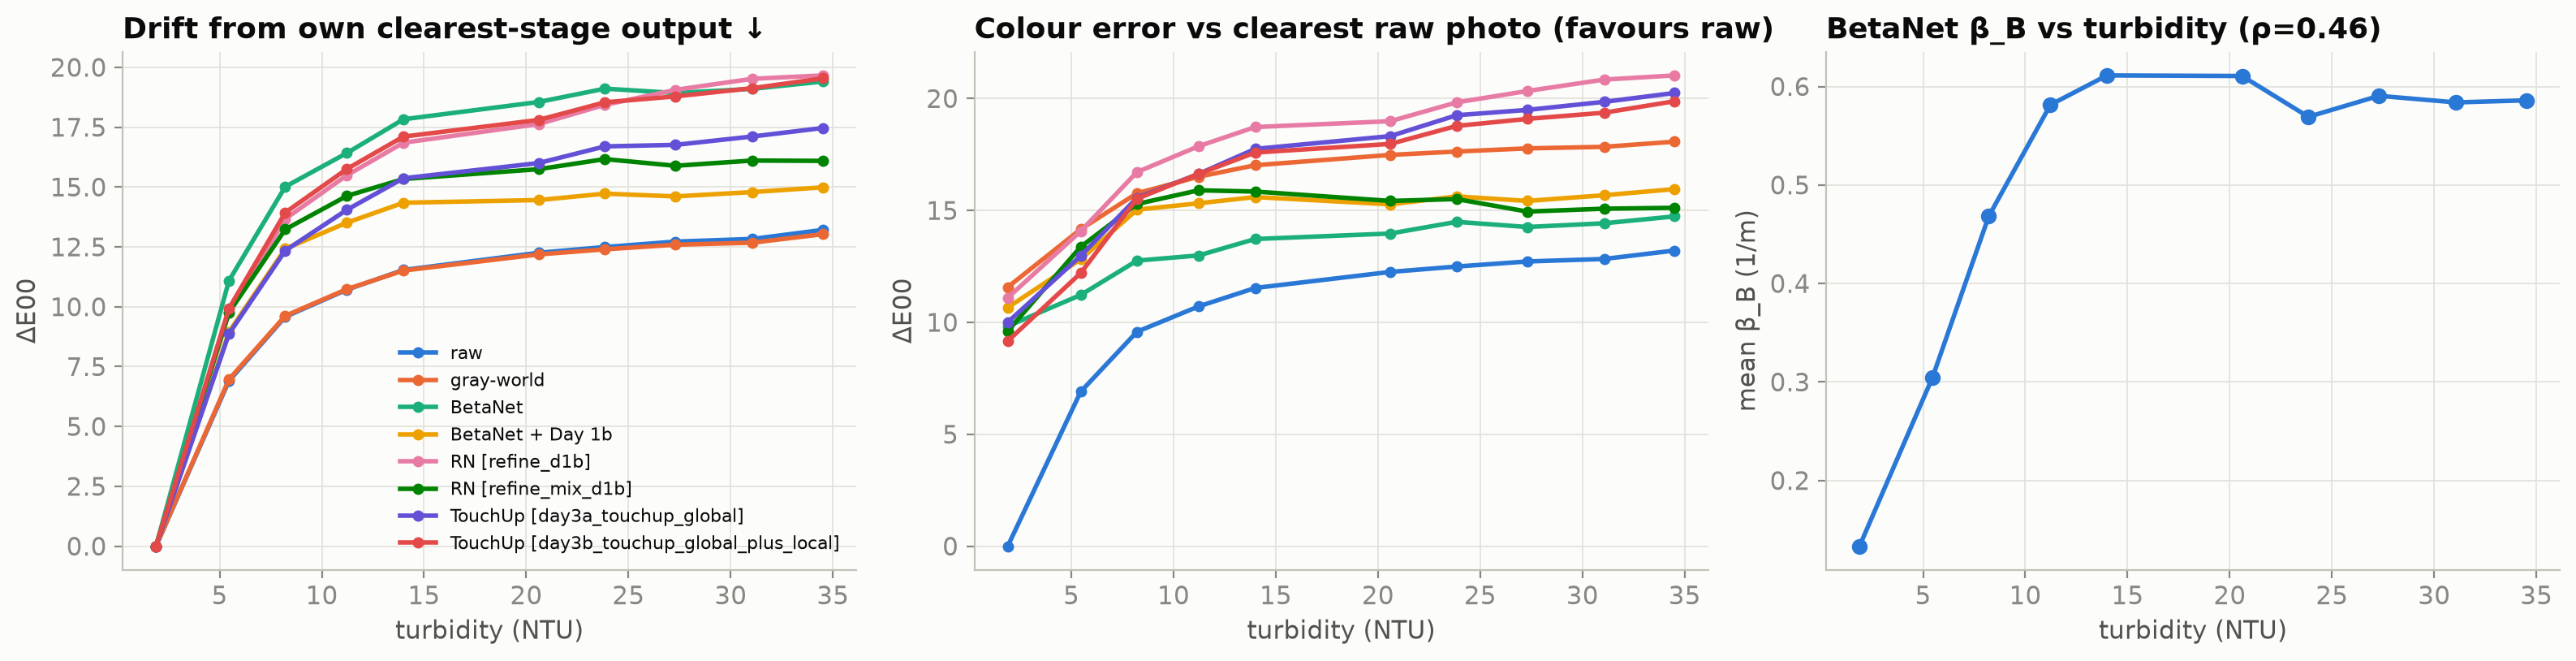 Drift from own clearest-stage output ↓
ΔE00
20.0
17.5
15.0
12.5
10.0
7.5
5.0
2.5
0.0
raw
gray-world
BetaNet
BetaNet + Day 1b
RN [refine_d1b]
RN [refine_mix_d1b]
TouchUp [day3a_touchup_global]
TouchUp [day3b_touchup_global_plus_local]
5 10 15 20 25 30 35
turbidity (NTU)
Colour error vs clearest raw photo (favours raw)
ΔE00
20
15
10
5
0
5 10 15 20 25 30 35
turbidity (NTU)
BetaNet β_B vs turbidity (ρ=0.46)
mean β_B (1/m)
0.6
0.5
0.4
0.3
0.2
5 10 15 20 25 30 35
turbidity (NTU)